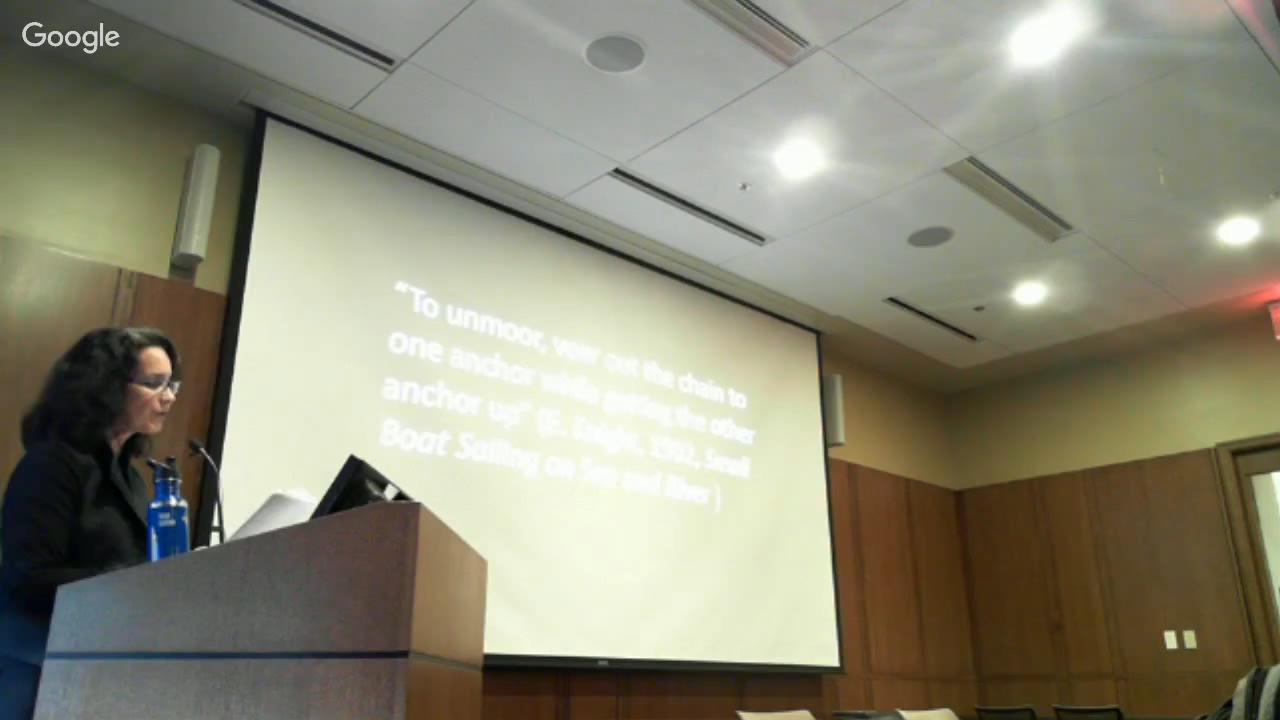 Google
“To unmoor, veer out the chain to
one anchor while getting the other
anchor up” (E. Knight, 1902, Small
Boat Sailing on Sea and River )